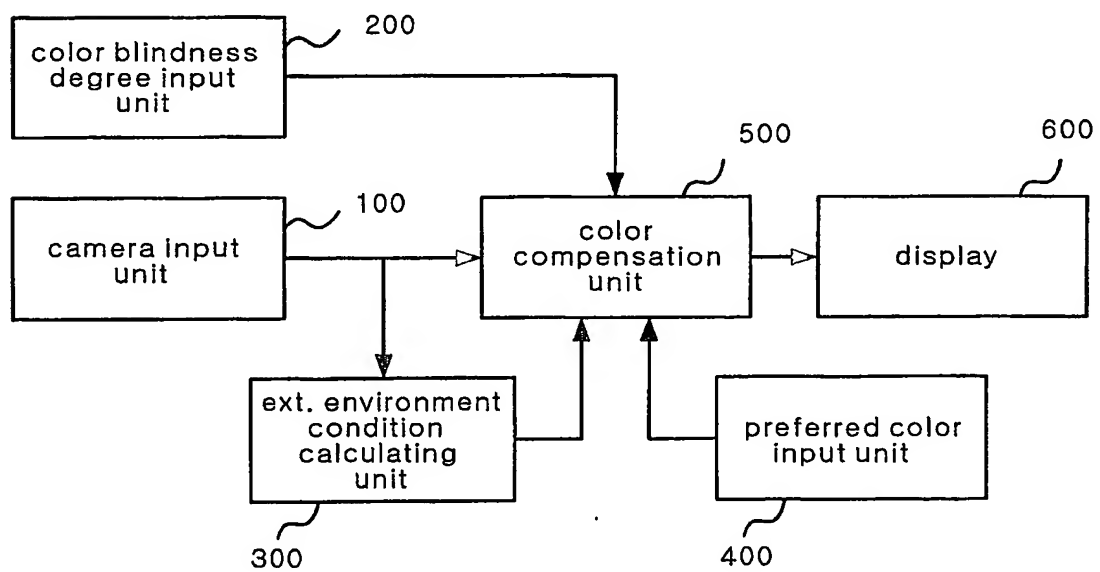 200
color blindness
degree input
unit
500
600
100
camera input
unit
color
compensation
unit
display
ext. environment
condition
calculating
unit
preferred color
input unit
300
400